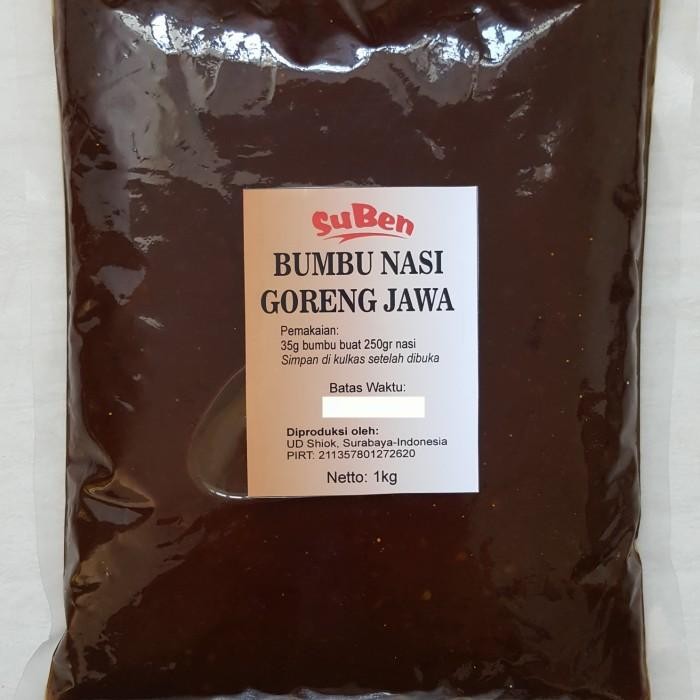 SuBen
BUMBU NASI
GORENG JAWA
Pemakaian:
35g bumbu buat 250gr nasi
Simpan di kulkas setelah dibuka
Batas Waktu:
Diproduksi oleh:
UD Shiok, Surabaya-Indonesia
PIRT: 211357801272620
Netto: 1kg